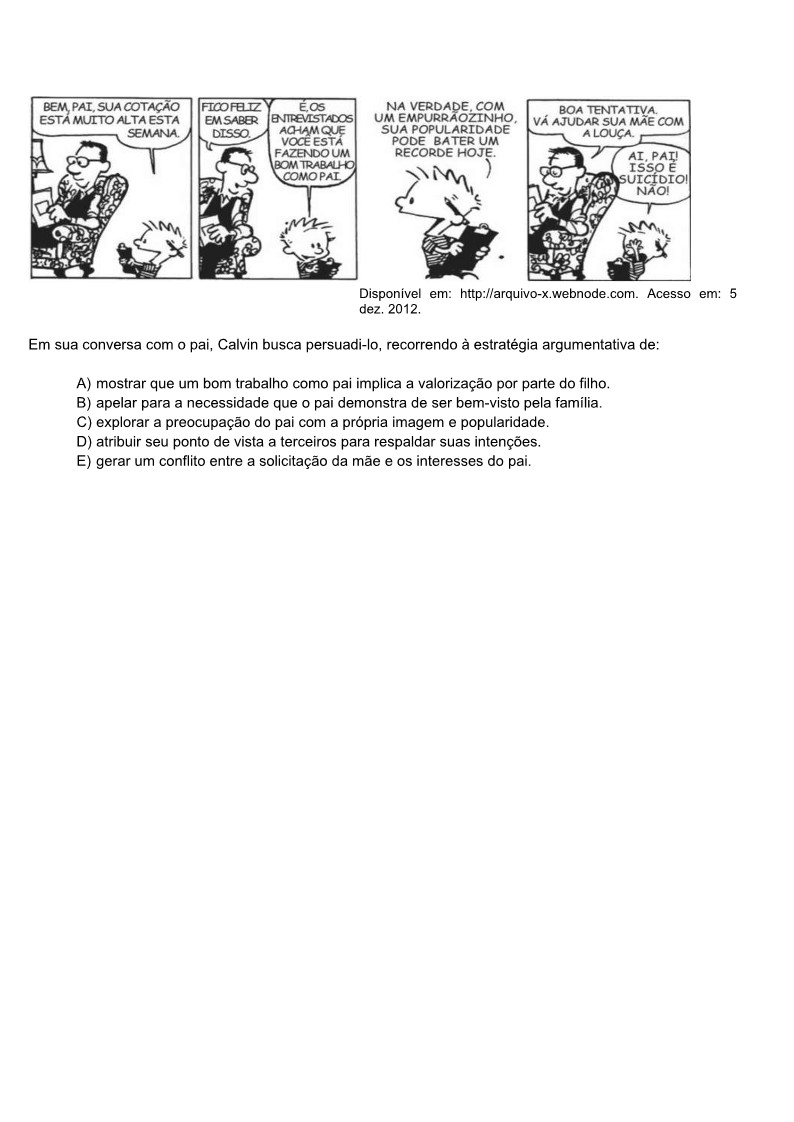 BEM, PAI, SUA COTAÇÃO
ESTÁ MUITO ALTA ESTA
SEMANA.
FICO FELIZ
EM SABER
DISSO.
É, OS
ENTREVISTADOS
ACHAM QUE
VOCÊ ESTÁ
FAZENDO UM
BOM TRABALHO
COMO PAI.
NA VERDADE, COM
UM EMPURRÃOZINHO,
SUA POPULARIDADE
PODE BATER UM
RECORDE HOJE.
BOA TENTATIVA.
VÁ AJUDAR SUA MÃE COM
A LOUÇA.
AI, PAI!
ISSO É
SUICÍDIO!
NÃO!
Disponível em: http://arquivo-x.webnode.com. Acesso em: 5
dez. 2012.
Em sua conversa com o pai, Calvin busca persuadi-lo, recorrendo à estratégia argumentativa de:
A) mostrar que um bom trabalho como pai implica a valorização por parte do filho.
B) apelar para a necessidade que o pai demonstra de ser bem-visto pela família.
C) explorar a preocupação do pai com a própria imagem e popularidade.
D) atribuir seu ponto de vista a terceiros para respaldar suas intenções.
E) gerar um conflito entre a solicitação da mãe e os interesses do pai.